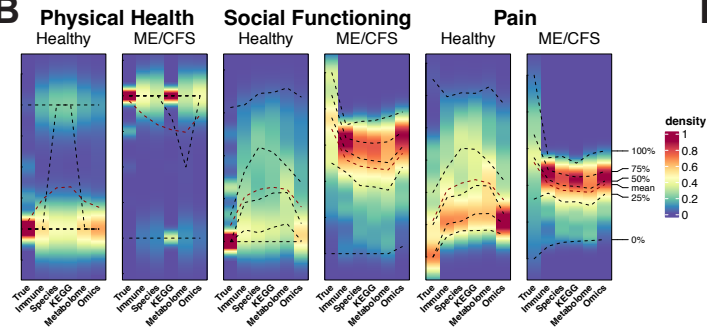 B
Physical Health Social Functioning Pain
Healthy ME/CFS Healthy ME/CFS Healthy ME/CFS
density
1
0.8
0.6
0.4
0.2
0
100%
75%
50%
mean
25%
0%
True Immune Species KEGG Metabolome Omics
True Immune Species KEGG Metabolome Omics
True Immune Species KEGG Metabolome Omics
True Immune Species KEGG Metabolome Omics
True Immune Species KEGG Metabolome Omics
True Immune Species KEGG Metabolome Omics